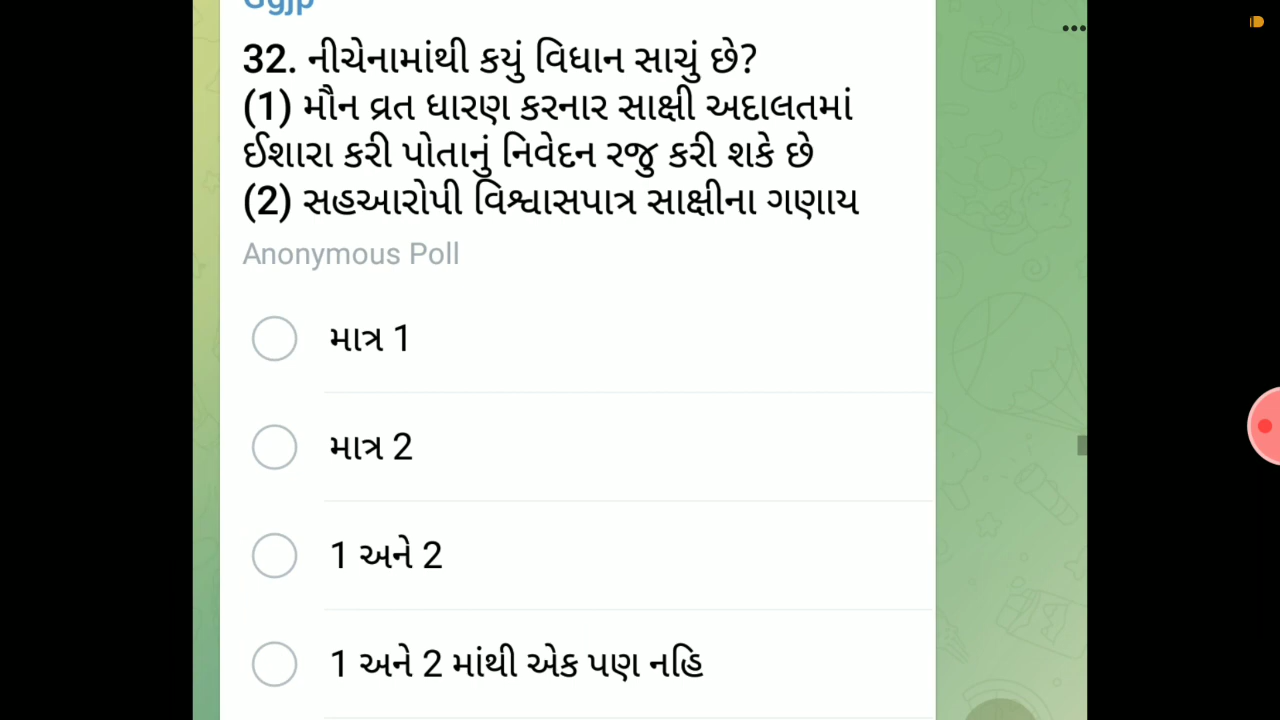 Ggjp
32. નીચેનામાંથી કયું વિધાન સાચું છે?
(1) મૌન વ્રત ધારણ કરનાર સાક્ષી અદાલતમાં
ઈશારા કરી પોતાનું નિવેદન રજુ કરી શકે છે
(2) સહઆરોપી વિશ્વાસપાત્ર સાક્ષીના ગણાય
Anonymous Poll
માત્ર 1
માત્ર 2
1 અને 2
1 અને 2 માંથી એક પણ નહિ